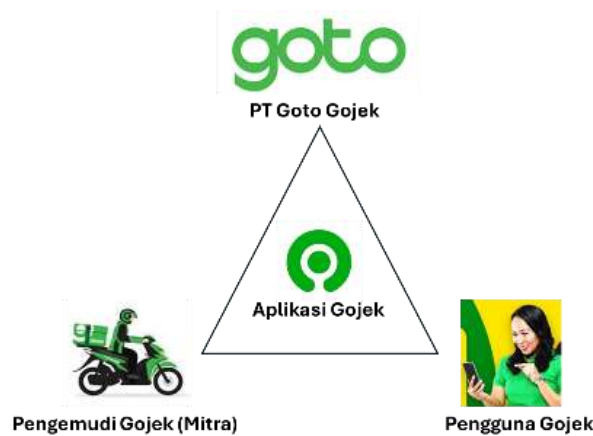 goto
PT Goto Gojek
Aplikasi Gojek
Pengemudi Gojek (Mitra)
Pengguna Gojek